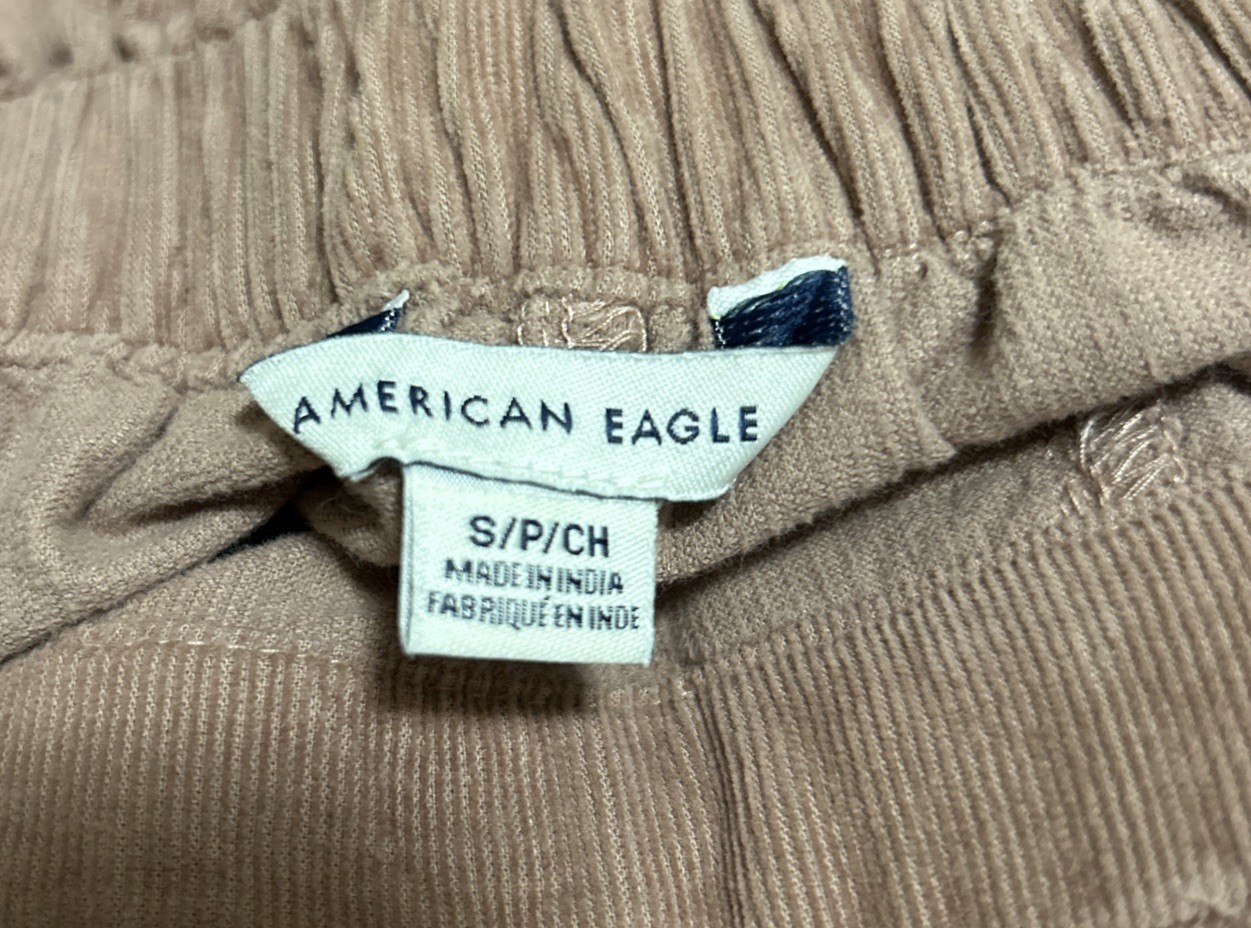 AMERICAN EAGLE
S/P/CH
MADE IN INDIA
FABRIQUÉ EN INDE